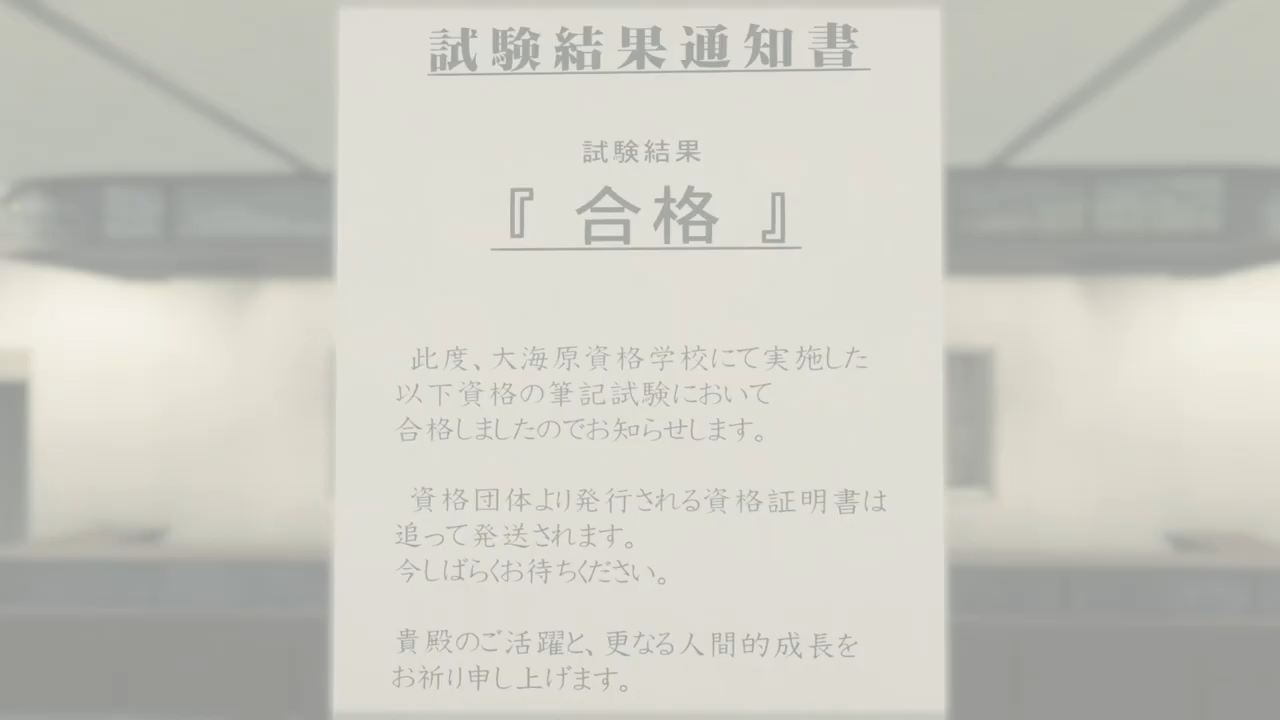 試験結果通知書
試験結果
『 合格 』
此度、大海原資格学校にて実施した
以下資格の筆記試験において
合格しましたのでお知らせします。
資格団体より発行される資格証明書は
追って発送されます。
今しばらくお待ちください。
貴殿のご活躍と、更なる人間的成長を
お祈り申し上げます。